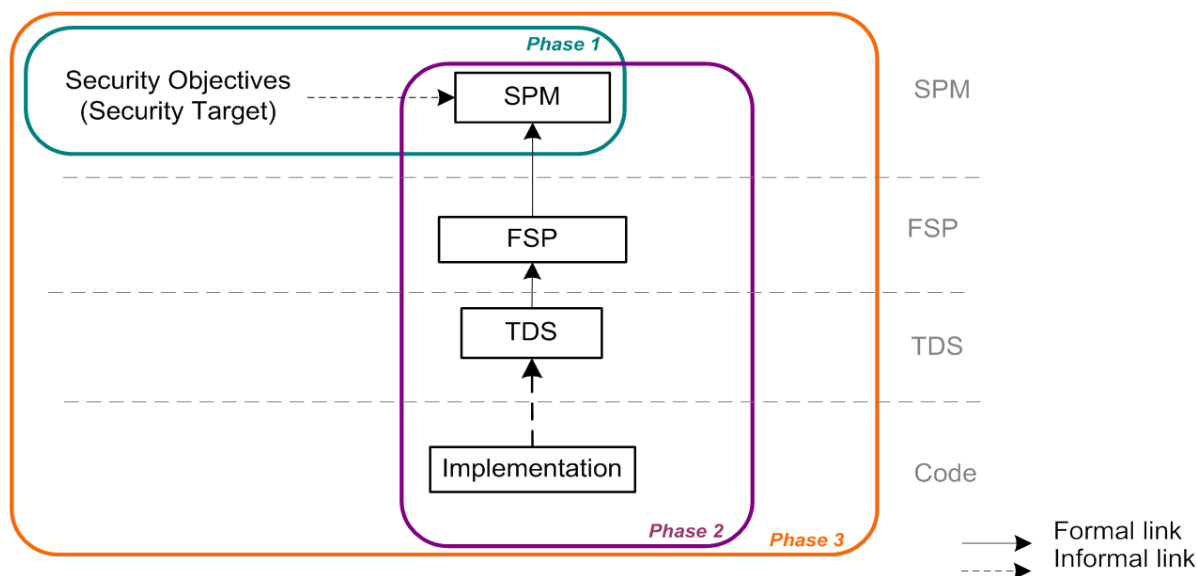 Phase 1
Security Objectives
(Security Target)
SPM
SPM
FSP
FSP
TDS
TDS
Implementation
Code
Phase 2
Phase 3
Formal link
Informal link